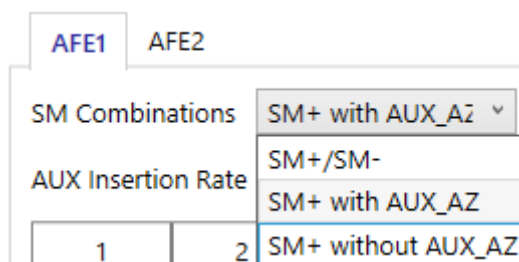 AFE1 AFE2
SM Combinations SM+ with AUX_AZ
SM+/SM-
AUX Insertion Rate
SM+ with AUX_AZ
1 2 SM+ without AUX_AZ